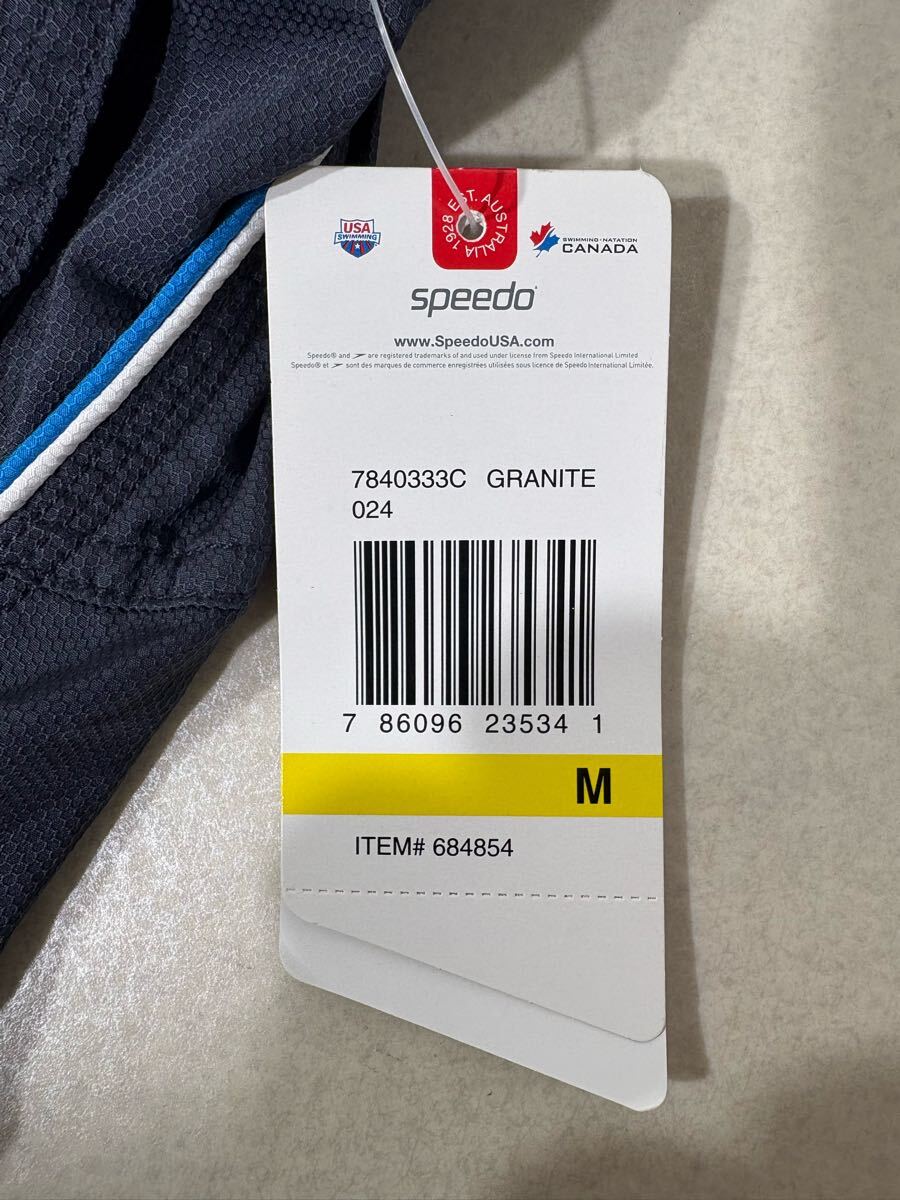 1928 EST. AUSTRALIA
USA
SWIMMING
SWIMMING·NATATION
CANADA
speedo
www.SpeedoUSA.com
Speedo® and are registered trademarks of and used under license from Speedo International Limited
Speedo® et sont des marques de commerce enregistrées utilisées sous licence de Speedo International Limitée.
7840333C GRANITE
024
7 86096 23534 1
M
ITEM# 684854